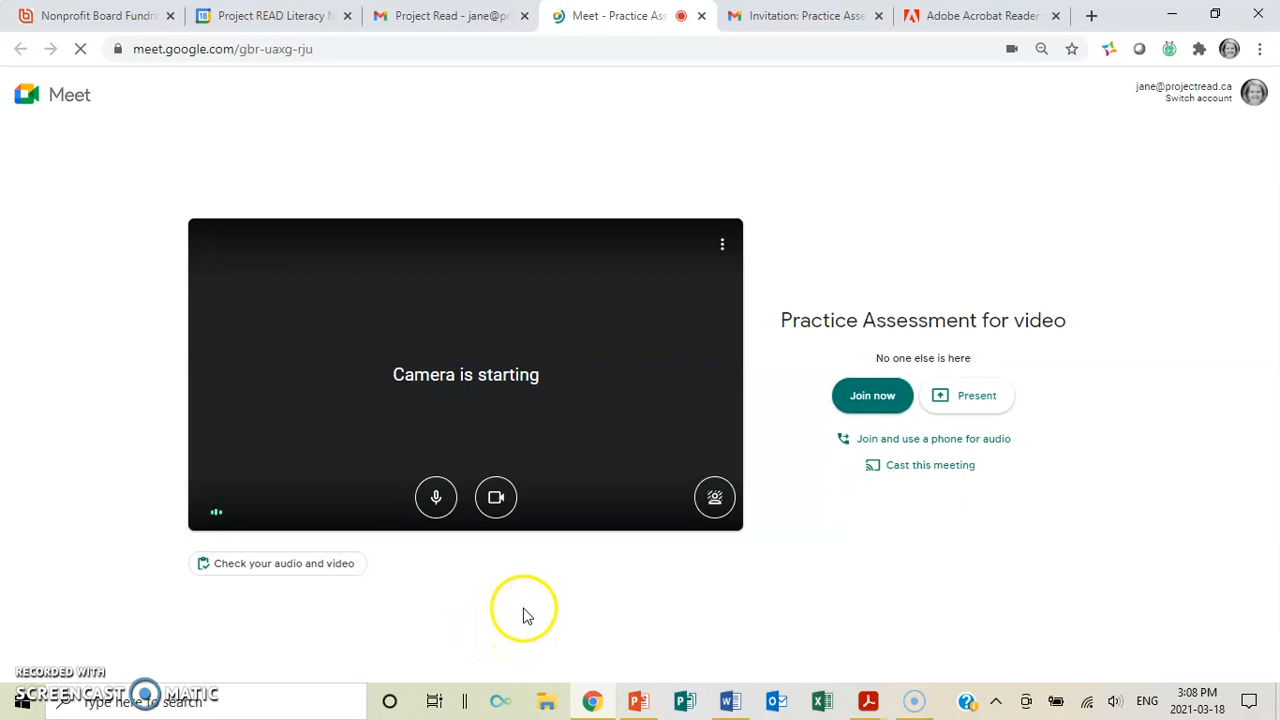 Nonprofit Board Fundri
Project READ Literacy N
Project Read - jane@pr
Meet - Practice Ass
Invitation: Practice Asse
Adobe Acrobat Reader
meet.google.com/gbr-uaxg-rju
Meet
jane@projectread.ca
Switch account
Camera is starting
Practice Assessment for video
No one else is here
Join now
Present
Join and use a phone for audio
Cast this meeting
Check your audio and video
RECORDED WITH
SCREENCAST MATIC
Type here to search
ENG
3:08 PM
2021-03-18